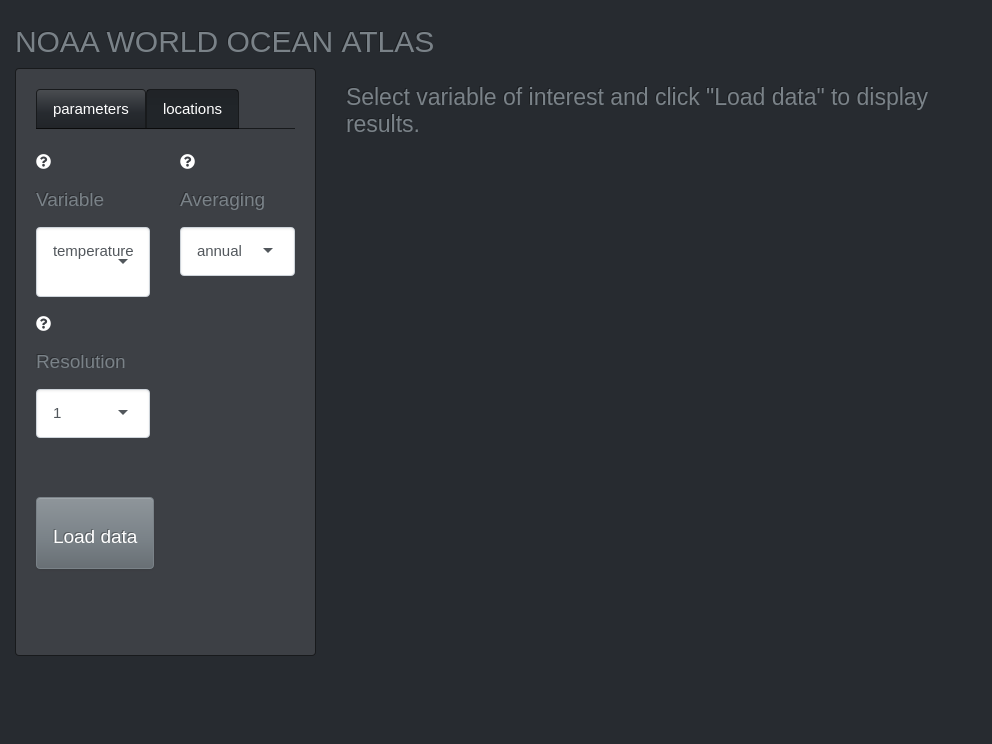 NOAA WORLD OCEAN ATLAS
parameters locations
Select variable of interest and click "Load data" to display
results.
Variable Averaging
temperature annual
Resolution
1
Load data